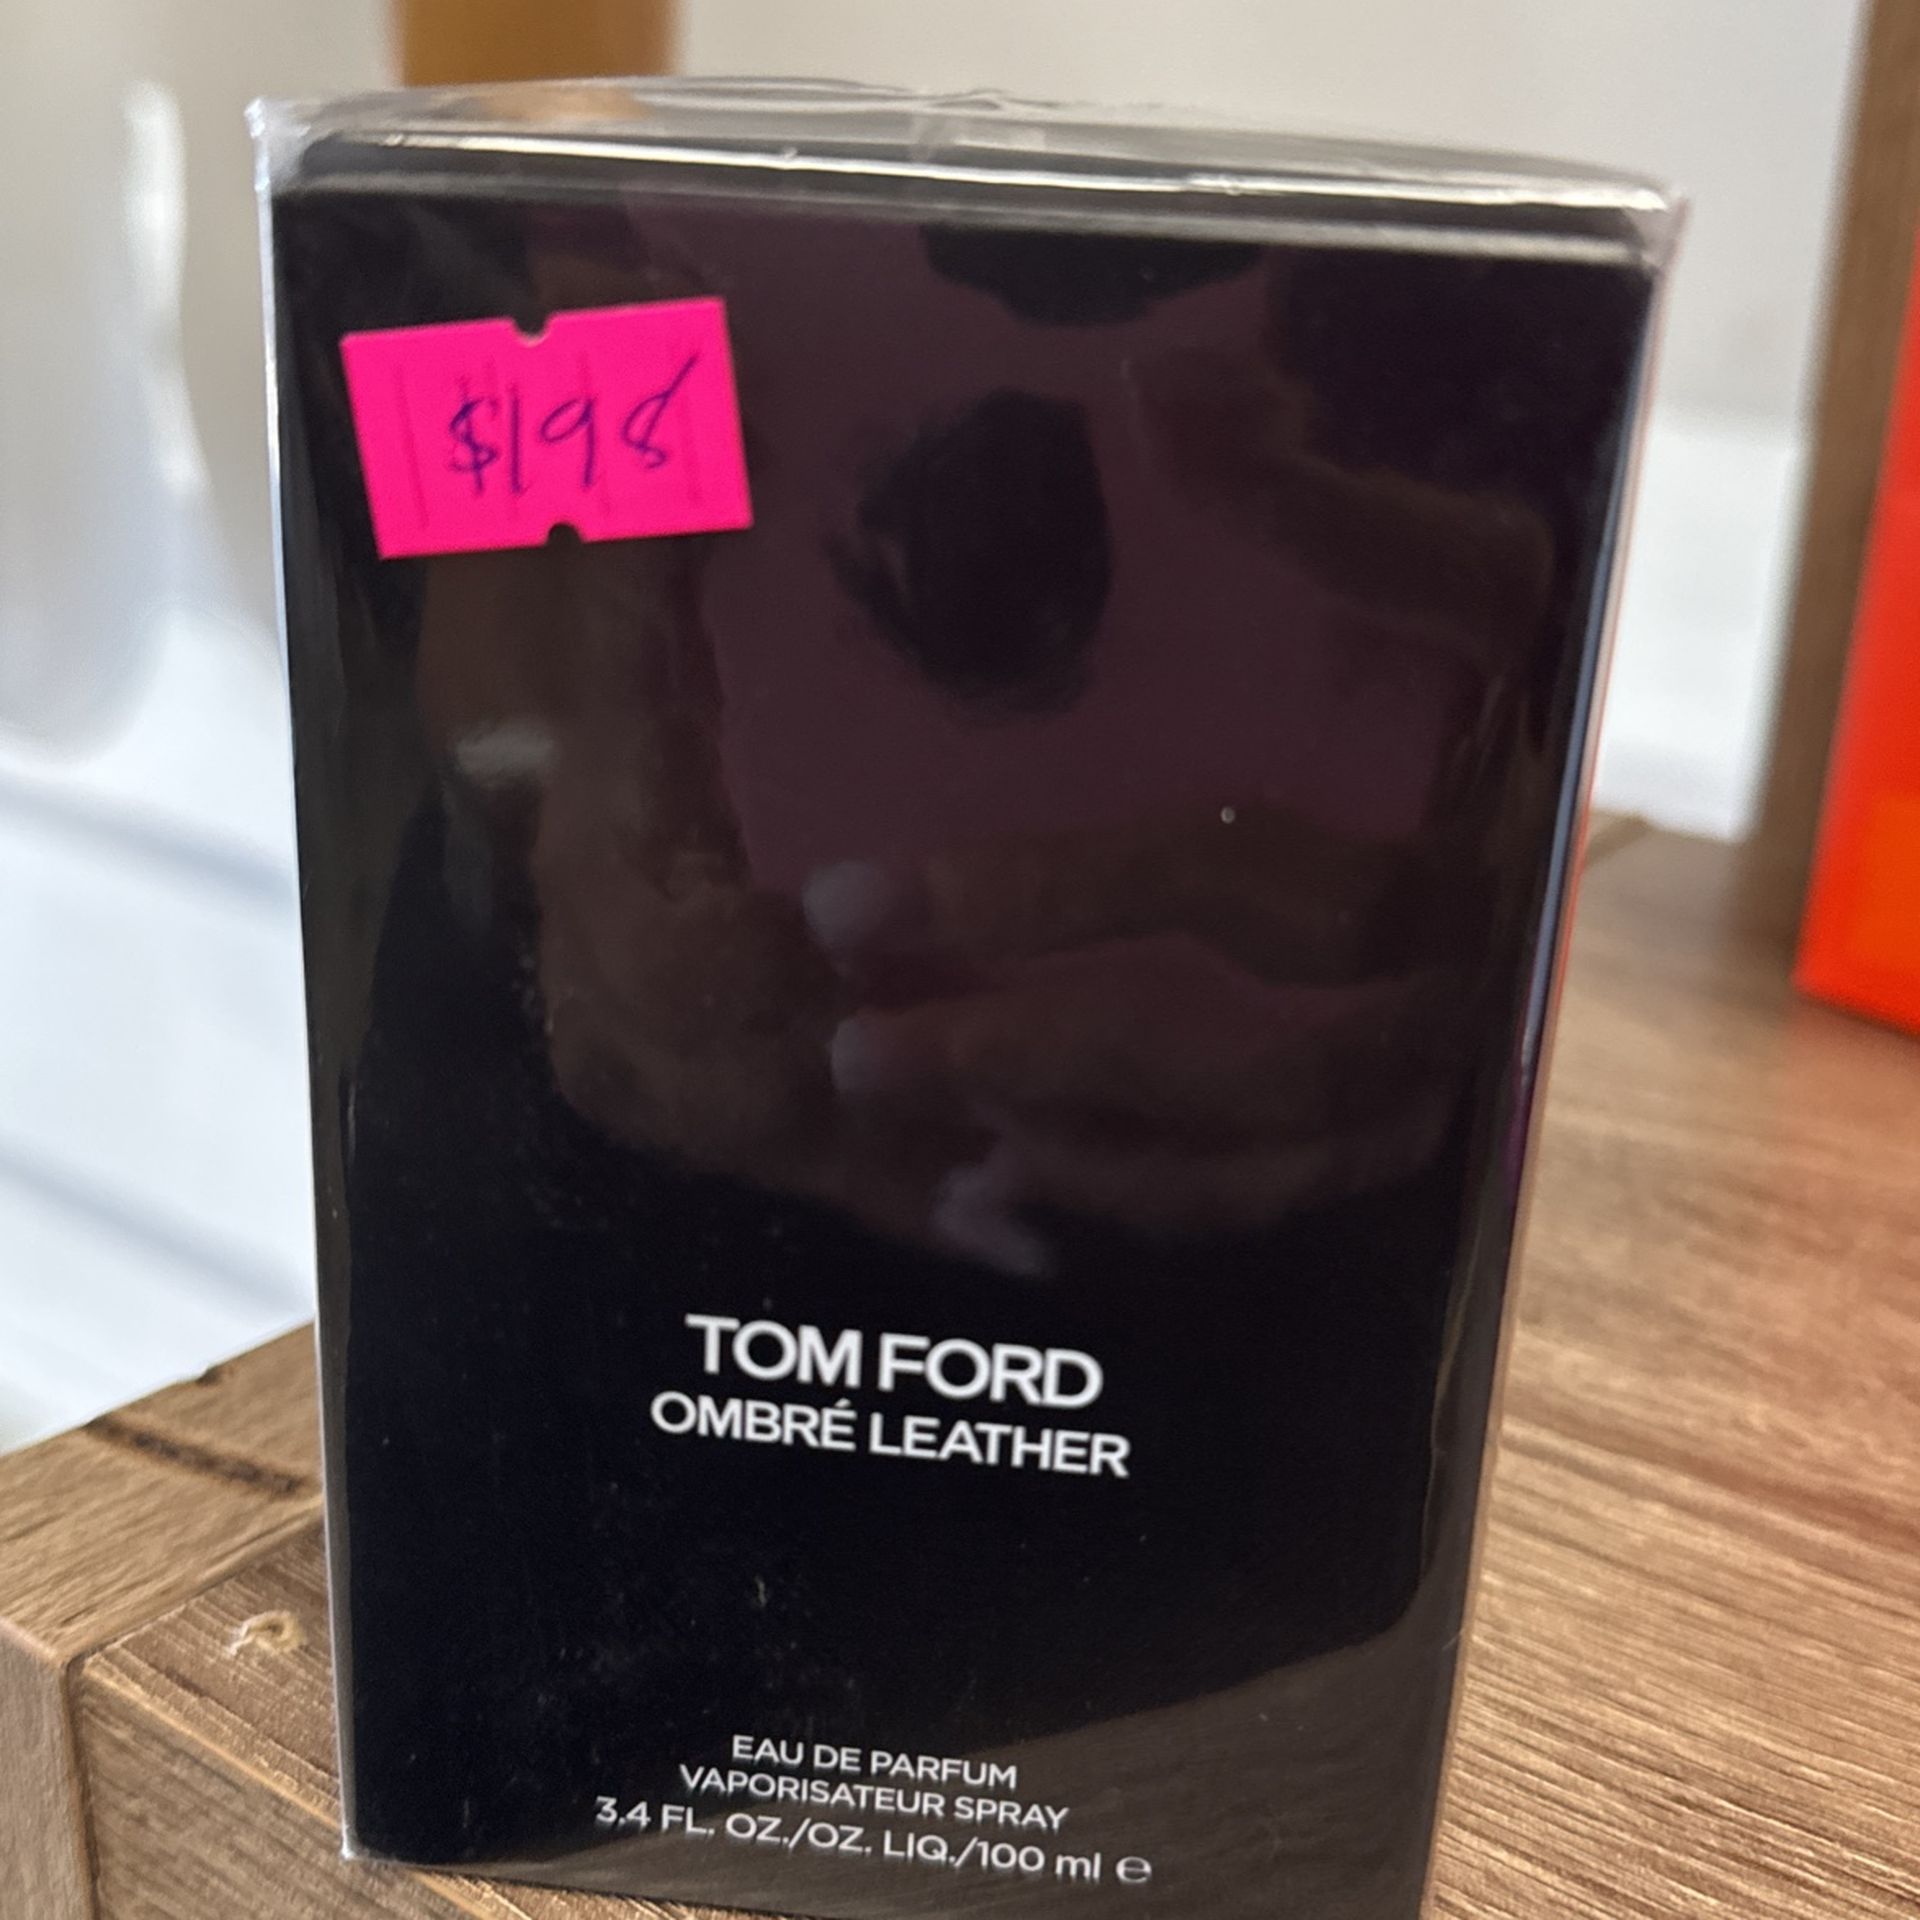 $198
TOM FORD
OMBRÉ LEATHER
EAU DE PARFUM
VAPORISATEUR SPRAY
3.4 FL. OZ./OZ. LIQ./100 ml ℮